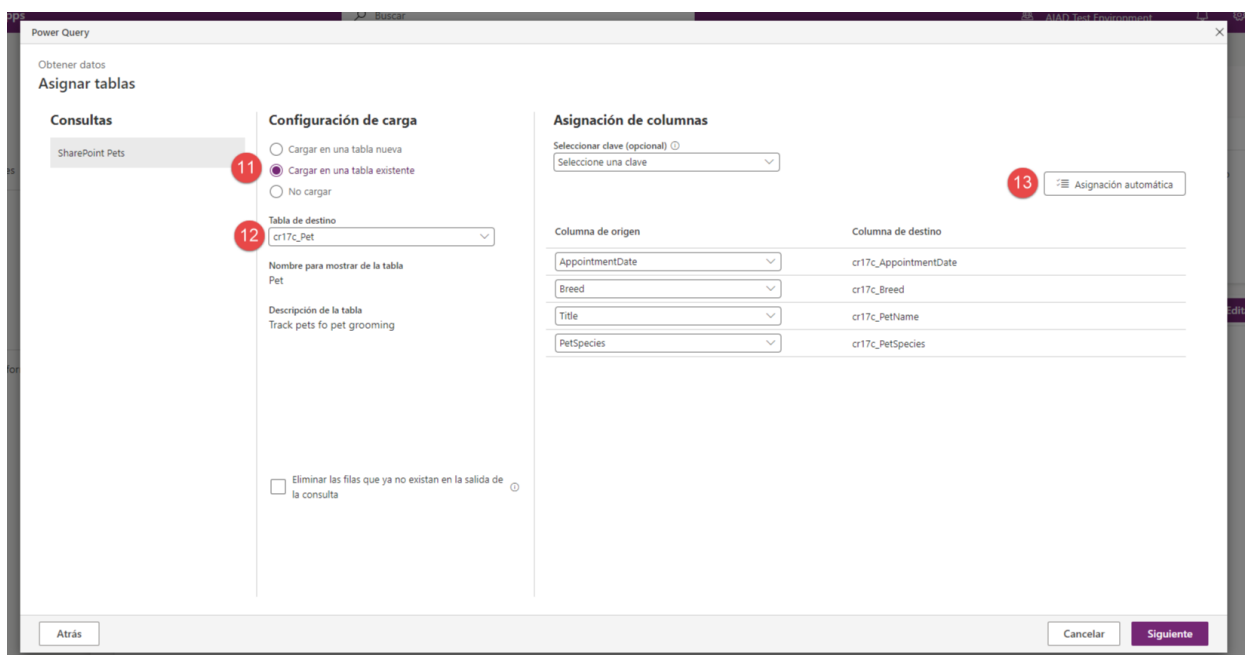 pps
Buscar
AIAD Test Environment
Power Query
Obtener datos
Asignar tablas
Consultas
SharePoint Pets
Configuración de carga
Cargar en una tabla nueva
11
Cargar en una tabla existente
No cargar
Tabla de destino
12
cr17c_Pet
Nombre para mostrar de la tabla
Pet
Descripción de la tabla
Track pets fo pet grooming
Eliminar las filas que ya no existan en la salida de
la consulta
Asignación de columnas
Seleccionar clave (opcional)
Seleccione una clave
13
Asignación automática
Columna de origen Columna de destino
AppointmentDate cr17c_AppointmentDate
Breed cr17c_Breed
Title cr17c_PetName
PetSpecies cr17c_PetSpecies
es
for
Edit
Atrás
Cancelar
Siguiente